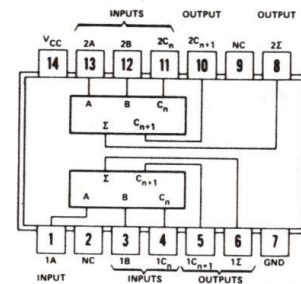 INPUTS OUTPUT OUTPUT
VCC 2A 2B 2Cn 2Cn+1 NC 2Σ
14 13 12 11 10 9 8
A B Cn
Σ Cn+1
Σ Cn+1
A B Cn
1 2 3 4 5 6 7
1A NC 1B 1Cn 1Cn+1 1Σ GND
INPUT INPUTS OUTPUTS